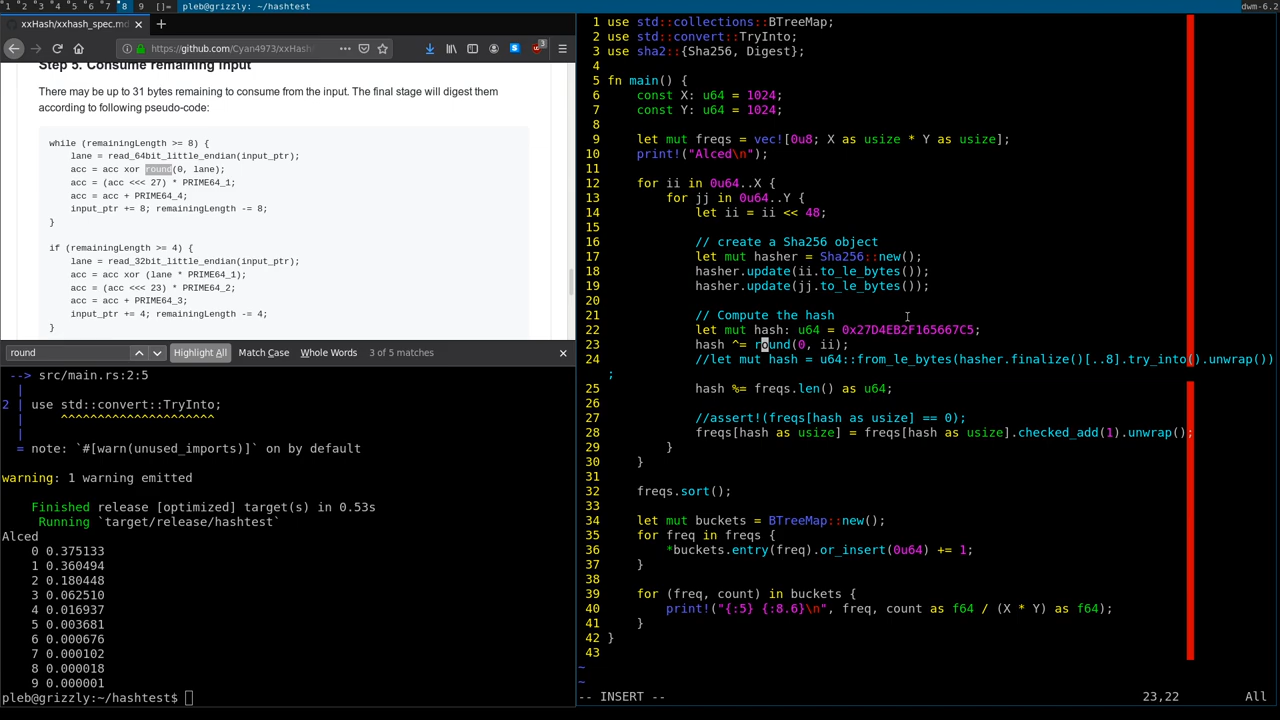 1 2 3 4 5 6 7 8 9 []= pleb@grizzly: ~/hashtest dwm-6.2
xxHash/xxhash_spec.md
https://github.com/Cyan4973/xxHash
Step 5. Consume remaining input
There may be up to 31 bytes remaining to consume from the input. The final stage will digest them
according to following pseudo-code:
while (remainingLength >= 8) {
    lane = read_64bit_little_endian(input_ptr);
    acc = acc xor round(0, lane);
    acc = (acc <<< 27) * PRIME64_1;
    acc = acc + PRIME64_4;
    input_ptr += 8; remainingLength -= 8;
}
if (remainingLength >= 4) {
    lane = read_32bit_little_endian(input_ptr);
    acc = acc xor (lane * PRIME64_1);
    acc = (acc <<< 23) * PRIME64_2;
    acc = acc + PRIME64_3;
    input_ptr += 4; remainingLength -= 4;
}
round Highlight All Match Case Whole Words 3 of 5 matches
--> src/main.rs:2:5
  |
2 | use std::convert::TryInto;
  |     ^^^^^^^^^^^^^^^^^^^^^
  |
  = note: `#[warn(unused_imports)]` on by default
warning: 1 warning emitted
    Finished release [optimized] target(s) in 0.53s
     Running `target/release/hashtest`
Alced
    0 0.375133
    1 0.360494
    2 0.180448
    3 0.062510
    4 0.016937
    5 0.003681
    6 0.000676
    7 0.000102
    8 0.000018
    9 0.000001
pleb@grizzly:~/hashtest$
1 use std::collections::BTreeMap;
2 use std::convert::TryInto;
3 use sha2::{Sha256, Digest};
4
5 fn main() {
6     const X: u64 = 1024;
7     const Y: u64 = 1024;
8
9     let mut freqs = vec![0u8; X as usize * Y as usize];
10     print!("Alced\n");
11
12     for ii in 0u64..X {
13         for jj in 0u64..Y {
14             let ii = ii << 48;
15
16             // create a Sha256 object
17             let mut hasher = Sha256::new();
18             hasher.update(ii.to_le_bytes());
19             hasher.update(jj.to_le_bytes());
20
21             // Compute the hash
22             let mut hash: u64 = 0x27D4EB2F165667C5;
23             hash ^= round(0, ii);
24             //let mut hash = u64::from_le_bytes(hasher.finalize()[..8].try_into().unwrap())
;
25             hash %= freqs.len() as u64;
26
27             //assert!(freqs[hash as usize] == 0);
28             freqs[hash as usize] = freqs[hash as usize].checked_add(1).unwrap();
29         }
30     }
31
32     freqs.sort();
33
34     let mut buckets = BTreeMap::new();
35     for freq in freqs {
36         *buckets.entry(freq).or_insert(0u64) += 1;
37     }
38
39     for (freq, count) in buckets {
40         print!("{:5} {:8.6}\n", freq, count as f64 / (X * Y) as f64);
41     }
42 }
43
~
~
-- INSERT -- 23,22 All